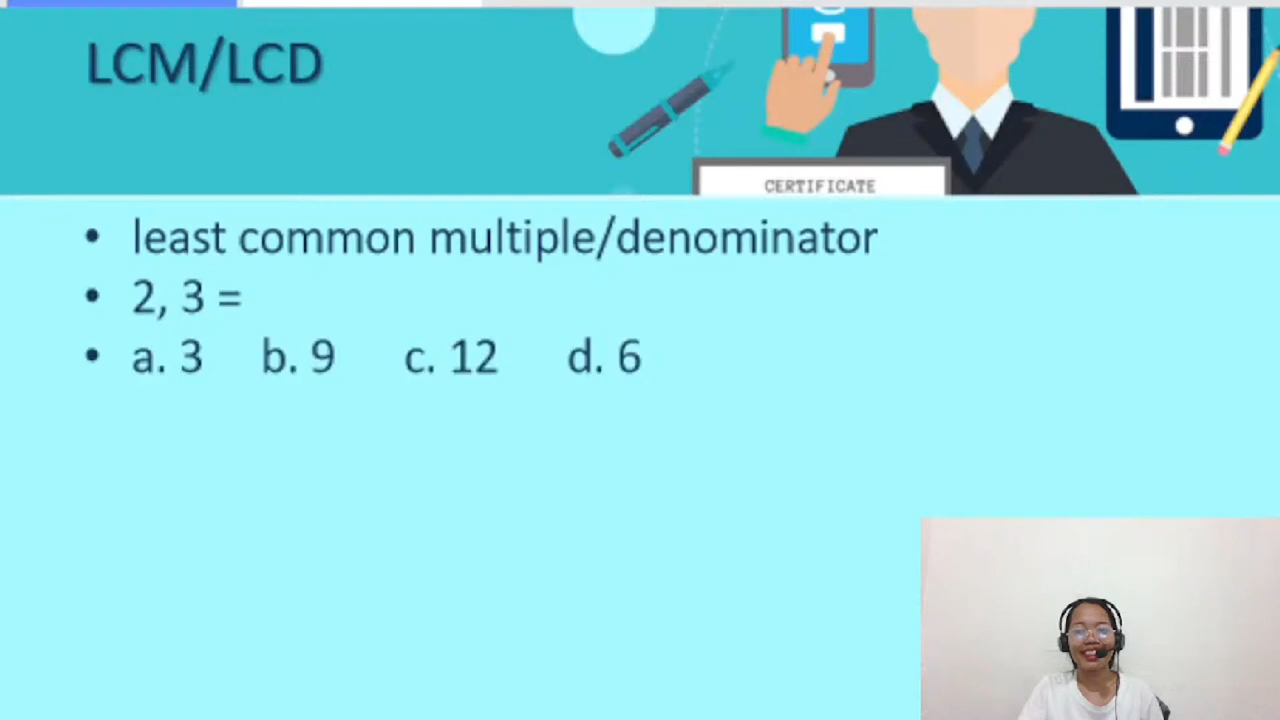 LCM/LCD
CERTIFICATE
• least common multiple/denominator
• 2, 3 =
• a. 3 b. 9 c. 12 d. 6